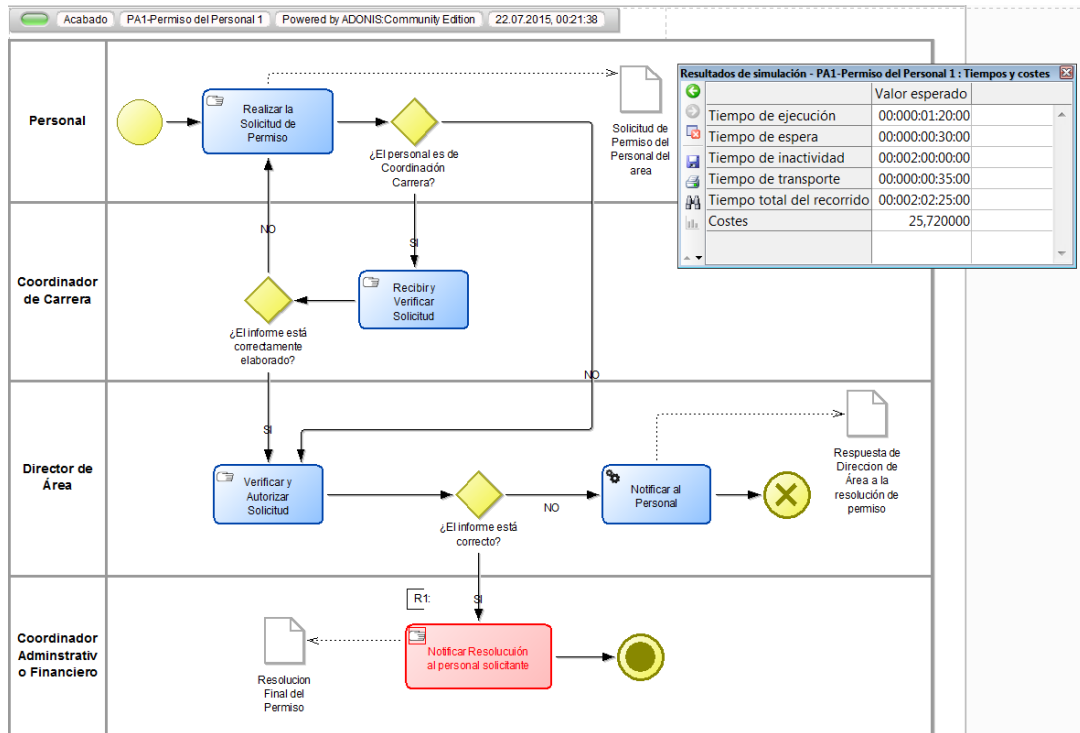 Acabado
PA1-Permiso del Personal 1
Powered by ADONIS:Community Edition
22.07.2015, 00:21:38
Personal
Realizar la
Solicitud de
Permiso
¿El personal es de
Coordinación
Carrera?
Solicitud de
Permiso del
Personal del
area
Resultados de simulación - PA1-Permiso del Personal 1 : Tiempos y costes
Valor esperado
Tiempo de ejecución 00:000:01:20:00
Tiempo de espera 00:000:00:30:00
Tiempo de inactividad 00:002:00:00:00
Tiempo de transporte 00:000:00:35:00
Tiempo total del recorrido 00:002:02:25:00
Costes 25,720000
NO
SI
Coordinador
de Carrera
Recibir y
Verificar
Solicitud
¿El informe está
correctamente
elaborado?
NO
SI
Director de
Área
Verificar y
Autorizar
Solicitud
¿El informe está
correcto?
NO
Notificar al
Personal
Respuesta de
Direccion de
Área a la
resolución de
permiso
R1:
SI
Coordinador
Adminstrativ
o Financiero
Resolucion
Final del
Permiso
Notificar Resolucuión
al personal solicitante